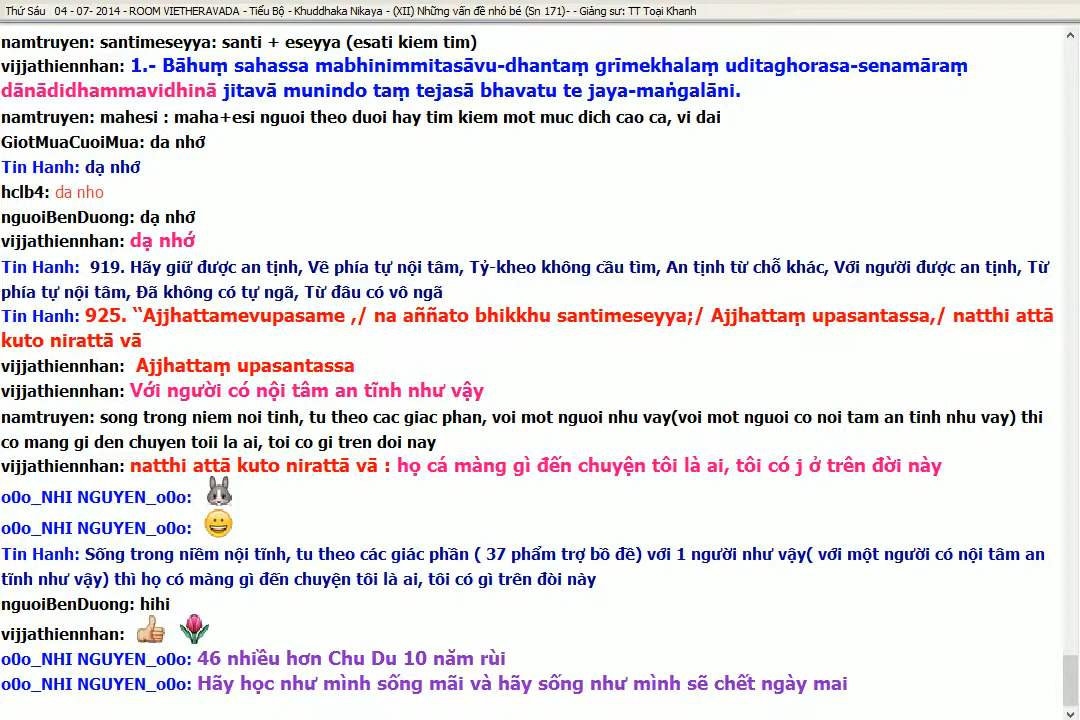 Thứ Sáu   04 - 07- 2014 - ROOM VIETHERAVADA - Tiểu Bộ - Khuddhaka Nikaya - (XII) Những vấn đề nhỏ bé (Sn 171)- - Giảng sư: TT Toại Khanh
namtruyen: santimeseyya: santi + eseyya (esati kiem tim)
vijjathiennhan: 1.- Bāhuṃ sahassa mabhinimmitasāvu-dhantaṃ grīmekhalaṃ uditaghorasa-senamāraṃ
dānādidhammavidhinā jitavā munindo taṃ tejasā bhavatu te jaya-maṅgalāni.
namtruyen: mahesi : maha+esi nguoi theo duoi hay tim kiem mot muc dich cao ca, vi dai
GiotMuaCuoiMua: da nhớ
Tin Hanh: dạ nhớ
hclb4: da nho
nguoiBenDuong: dạ nhớ
vijjathiennhan: dạ nhớ
Tin Hanh:  919. Hãy giữ được an tịnh, Về phía tự nội tâm, Tỷ-kheo không cầu tìm, An tịnh từ chỗ khác, Với người được an tịnh, Từ
phía tự nội tâm, Đã không có tự ngã, Từ đâu có vô ngã
Tin Hanh: 925. ‘‘Ajjhattamevupasame ,/ na aññato bhikkhu santimeseyya;/ Ajjhattaṃ upasantassa,/ natthi attā
kuto nirattā vā
vijjathiennhan:  Ajjhattaṃ upasantassa
vijjathiennhan: Với người có nội tâm an tĩnh như vậy
namtruyen: song trong niem noi tinh, tu theo cac giac phan, voi mot nguoi nhu vay(voi mot nguoi co noi tam an tinh nhu vay) thi
co mang gi den chuyen toii la ai, toi co gi tren doi nay
vijjathiennhan: natthi attā kuto nirattā vā : họ cá màng gì đến chuyện tôi là ai, tôi có j ở trên đời này
o0o_NHI NGUYEN_o0o:
o0o_NHI NGUYEN_o0o:
Tin Hanh: Sống trong niềm nội tĩnh, tu theo các giác phần ( 37 phẩm trợ bồ đề) với 1 người như vậy( với một người có nội tâm an
tĩnh như vậy) thì họ có màng gì đến chuyện tôi là ai, tôi có gì trên đòi này
nguoiBenDuong: hihi
vijjathiennhan:
o0o_NHI NGUYEN_o0o: 46 nhiều hơn Chu Du 10 năm rùi
o0o_NHI NGUYEN_o0o: Hãy học như mình sống mãi và hãy sống như mình sẽ chết ngày mai